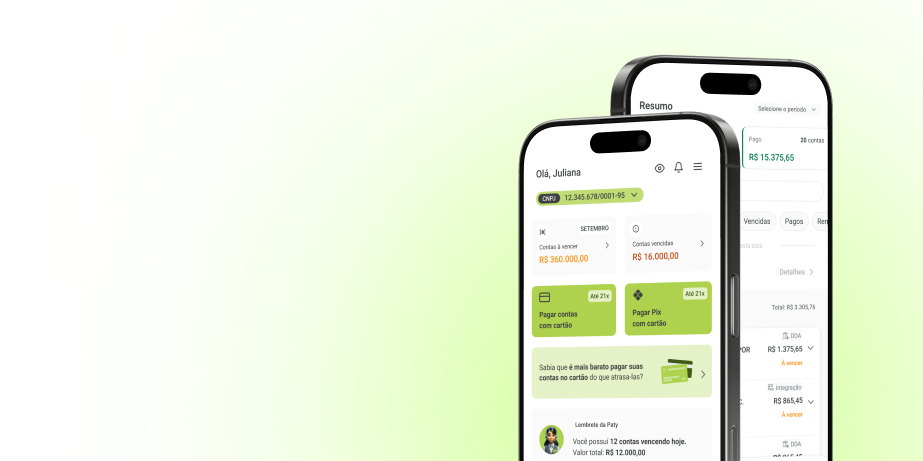 Resumo
Selecione o período
Pago
20 contas
R$ 15.375,65
Vencidas
Pagos
Detalhes
Total: R$ 3.305,76
DDA
R$ 1.375,65
À vencer
Integração
R$ 865,45
À vencer
DDA
Olá, Juliana
CNPJ 12.345.678/0001-95
SETEMBRO
Contas à vencer
R$ 360.000,00
Contas vencidas
R$ 16.000,00
Até 21x
Pagar contas
com cartão
Até 21x
Pagar Pix
com cartão
Sabia que é mais barato pagar suas
contas no cartão do que atrasa-las?
Lembrete da Paty
Você possuí 12 contas vencendo hoje.
Valor total: R$ 12.000,00